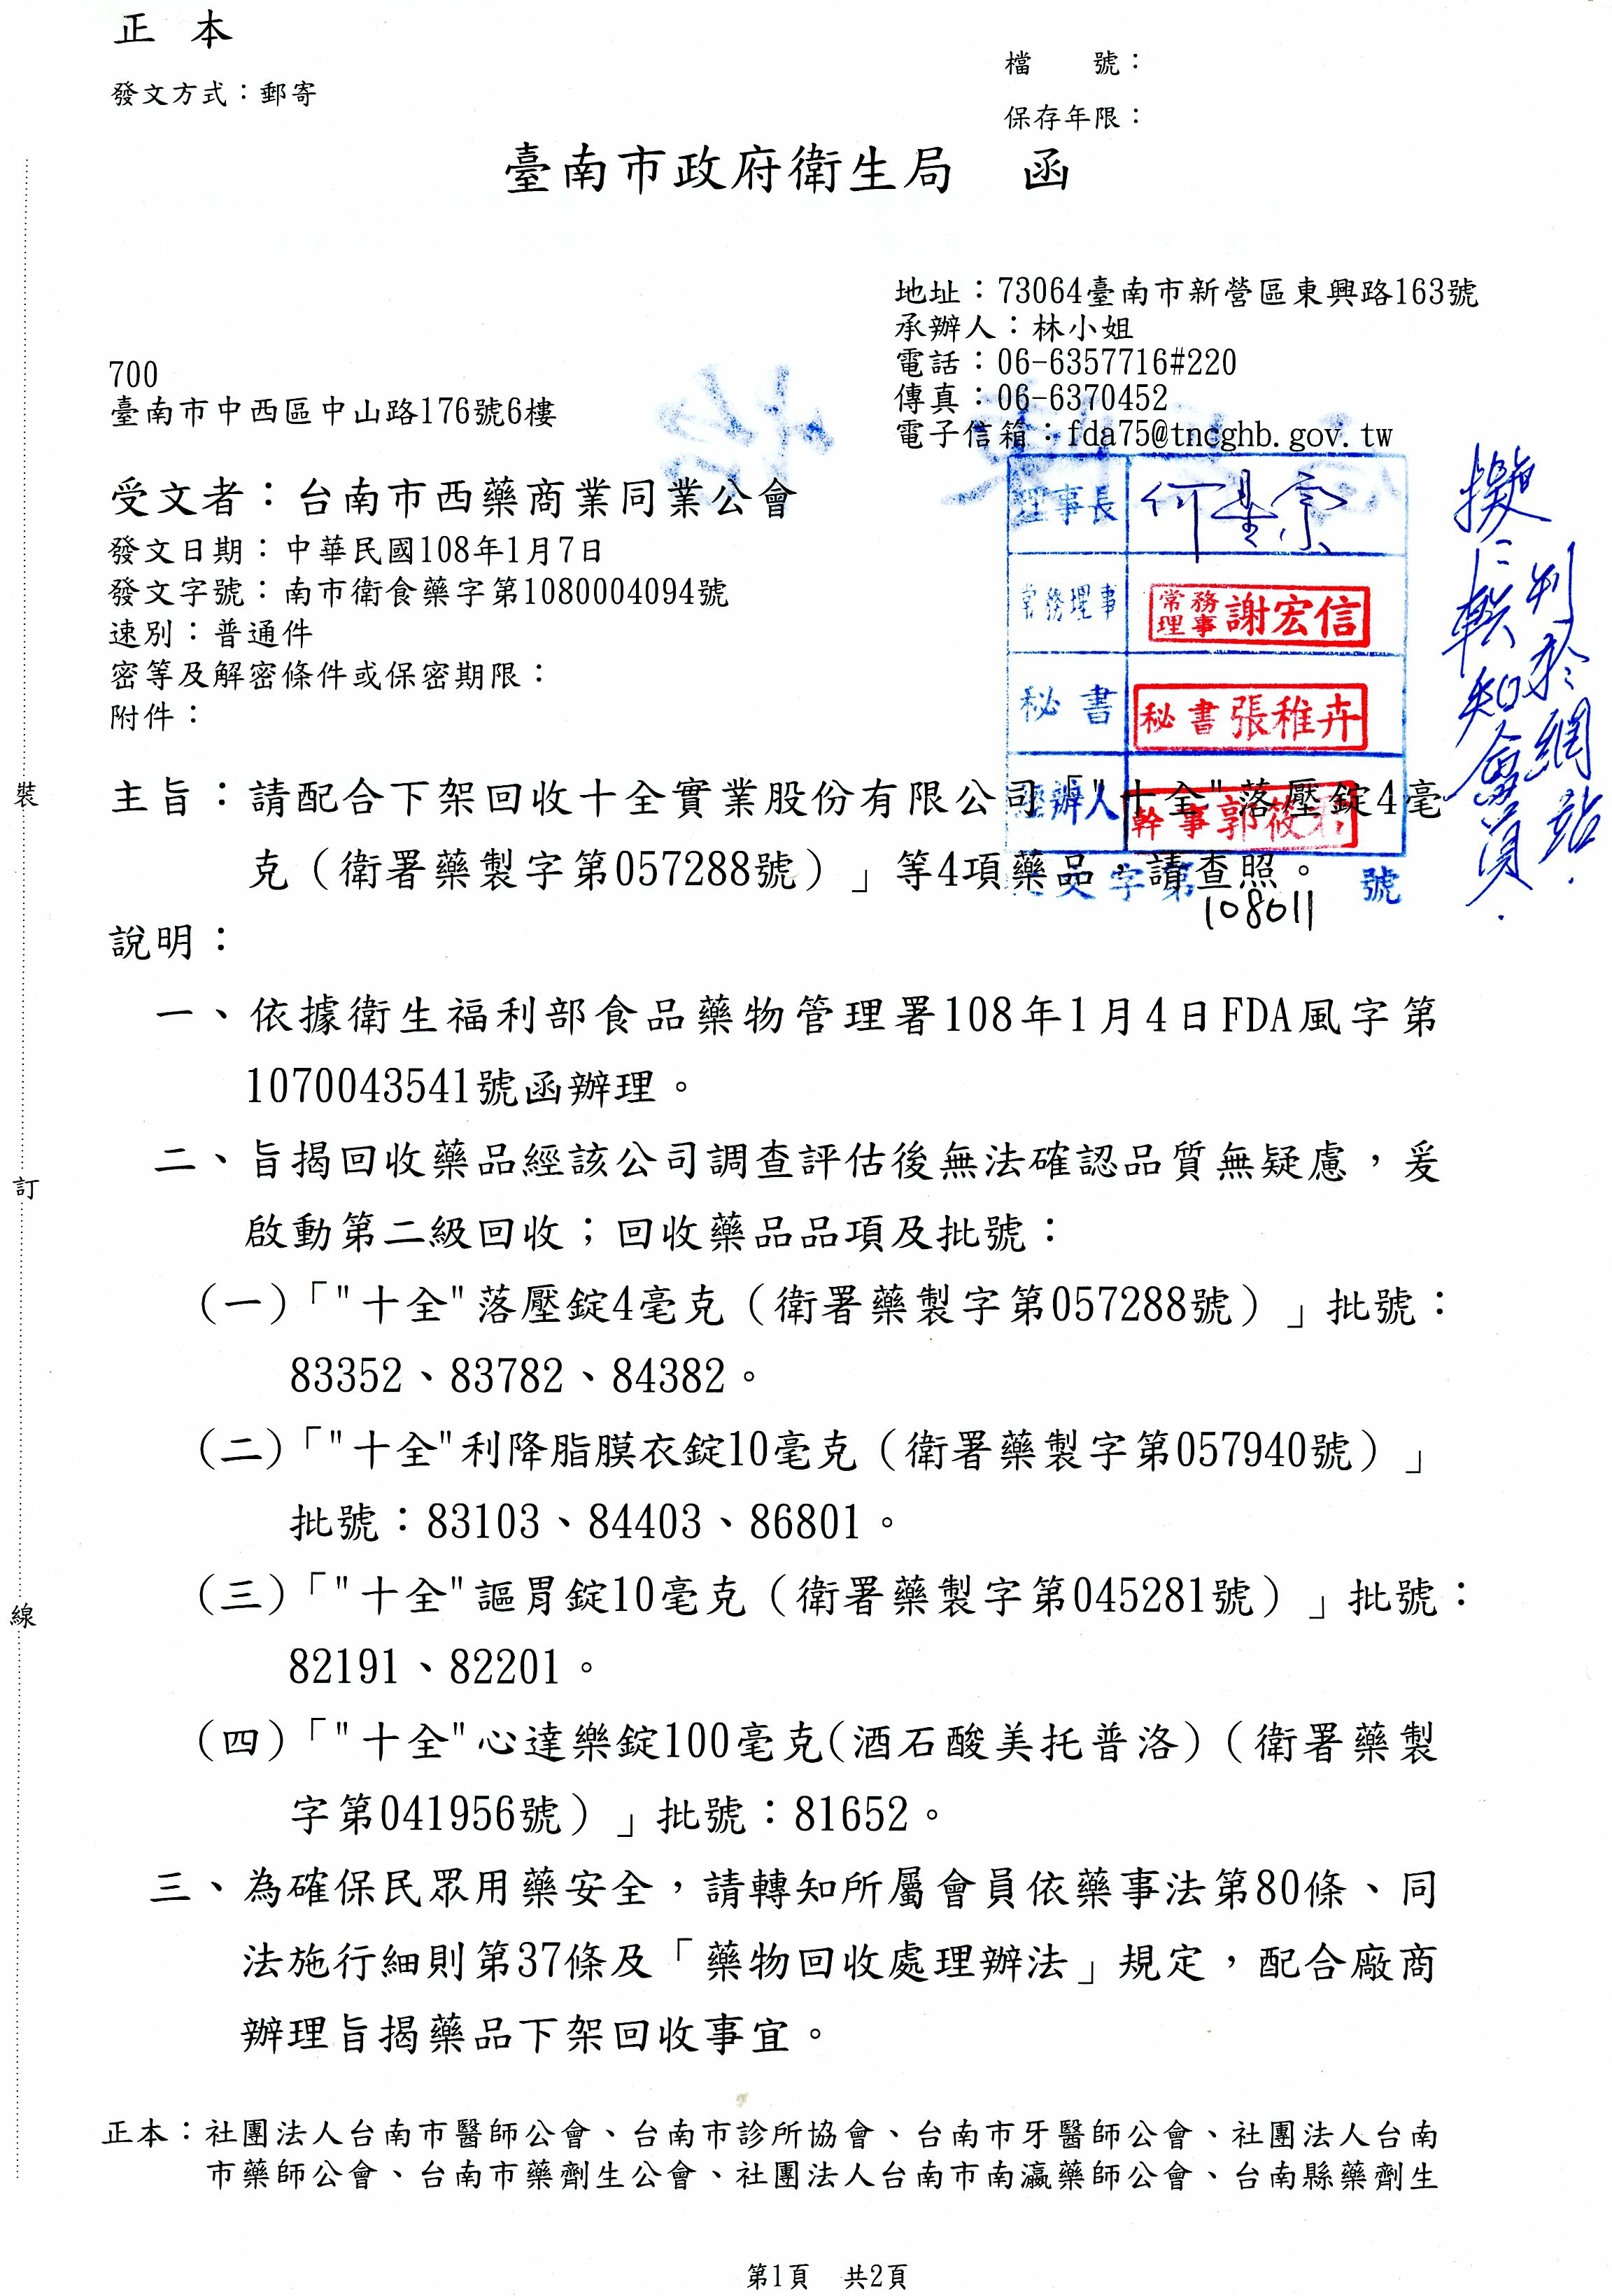 正 本
發文方式：郵寄
檔 號：
保存年限：
臺南市政府衛生局 函
地址：73064臺南市新營區東興路163號
承辦人：林小姐
電話：06-6357716#220
傳真：06-6370452
電子信箱：fda75@tncghb.gov.tw
700
臺南市中西區中山路176號6樓
受文者：台南市西藥商業同業公會
發文日期：中華民國108年1月7日
發文字號：南市衛食藥字第1080004094號
速別：普通件
密等及解密條件或保密期限：
附件：
理事長
常務理事 常務理事 謝宏信
秘書 秘書 張稚卉
經辦人 幹事 郭筱
文字第 號
108011
擬：轉知會員
刊於網站
主旨：請配合下架回收十全實業股份有限公司「"十全"落壓錠4毫
克（衛署藥製字第057288號）」等4項藥品，請查照。
說明：
一、依據衛生福利部食品藥物管理署108年1月4日FDA風字第
1070043541號函辦理。
二、旨揭回收藥品經該公司調查評估後無法確認品質無疑慮，爰
啟動第二級回收；回收藥品品項及批號：
(一)「"十全"落壓錠4毫克（衛署藥製字第057288號）」批號：
83352、83782、84382。
(二)「"十全"利降脂膜衣錠10毫克（衛署藥製字第057940號）」
批號：83103、84403、86801。
(三)「"十全"謳胃錠10毫克（衛署藥製字第045281號）」批號：
82191、82201。
(四)「"十全"心達樂錠100毫克(酒石酸美托普洛)（衛署藥製
字第041956號）」批號：81652。
三、為確保民眾用藥安全，請轉知所屬會員依藥事法第80條、同
法施行細則第37條及「藥物回收處理辦法」規定，配合廠商
辦理旨揭藥品下架回收事宜。
正本：社團法人台南市醫師公會、台南市診所協會、台南市牙醫師公會、社團法人台南
市藥師公會、台南市藥劑生公會、社團法人台南市南瀛藥師公會、台南縣藥劑生
裝
訂
線
第1頁 共2頁